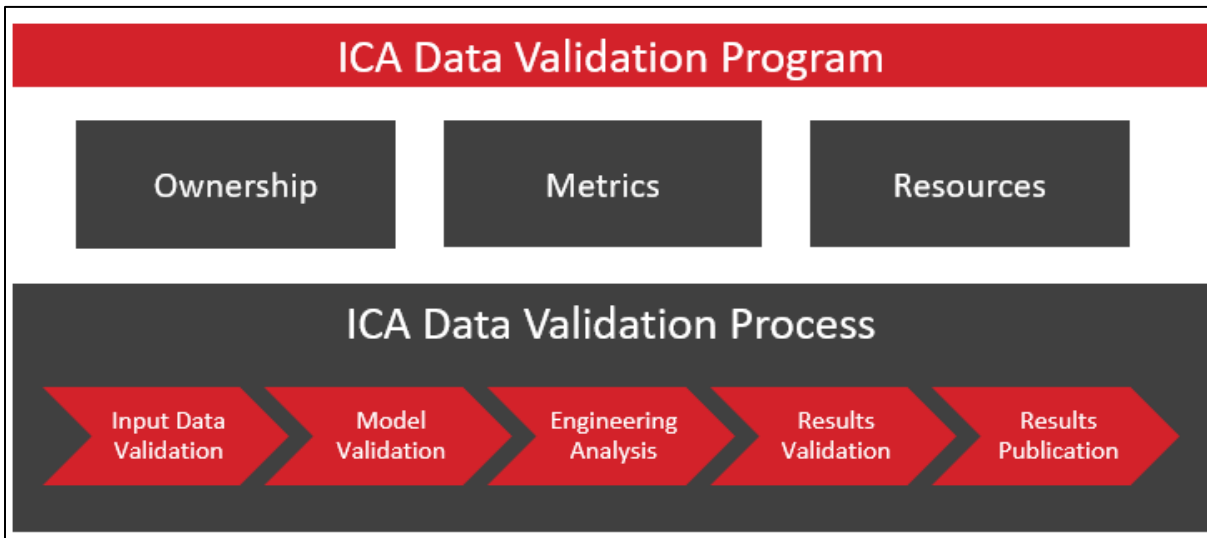 ICA Data Validation Program
Ownership
Metrics
Resources
ICA Data Validation Process
Input Data
Validation
Model
Validation
Engineering
Analysis
Results
Validation
Results
Publication